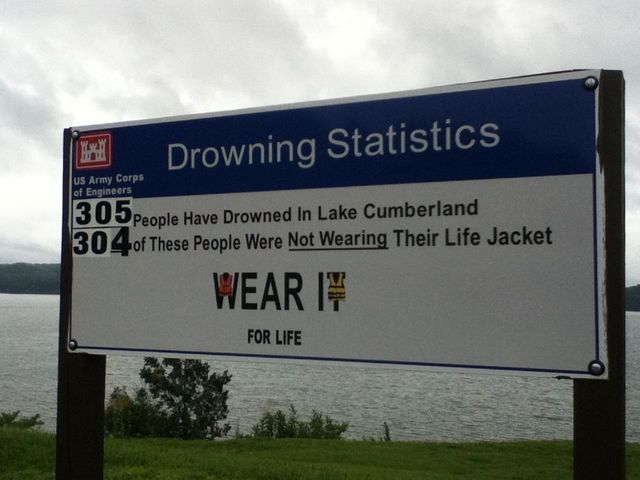 Drowning Statistics
US Army Corps
of Engineers
305 People Have Drowned In Lake Cumberland
304 of These People Were Not Wearing Their Life Jacket
WEAR IT
FOR LIFE